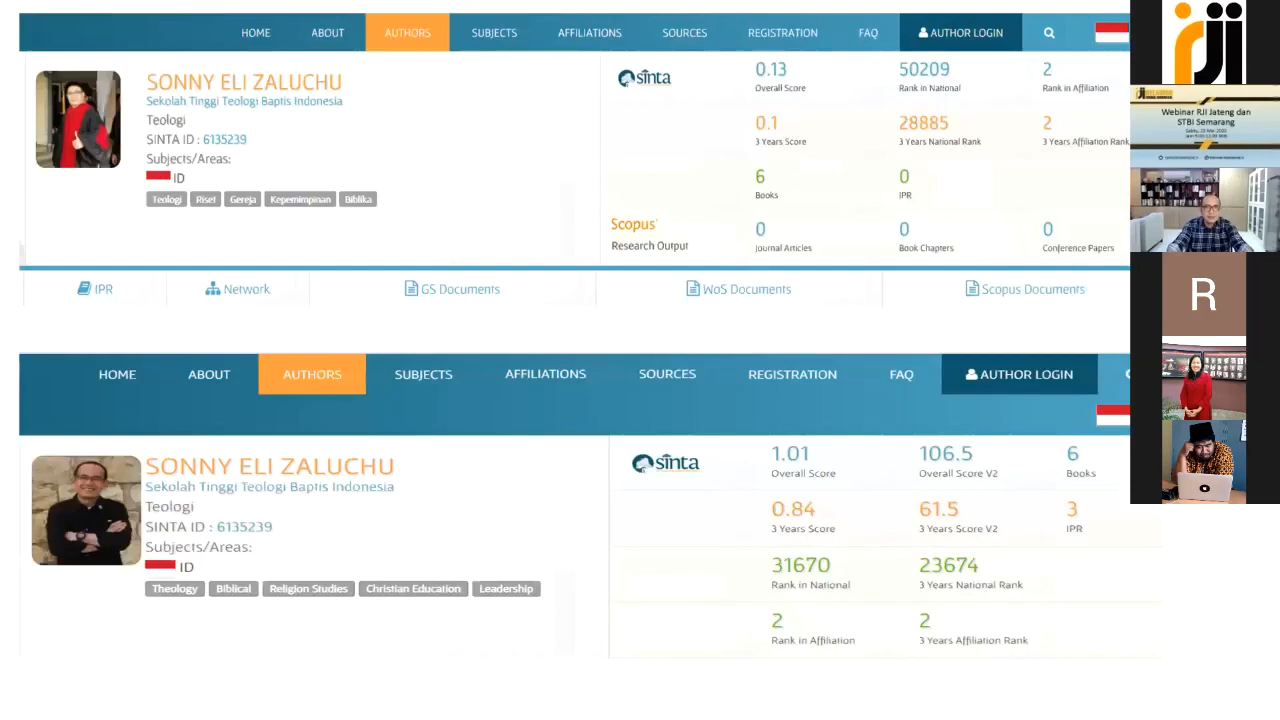 HOME ABOUT AUTHORS SUBJECTS AFFILIATIONS SOURCES REGISTRATION FAQ AUTHOR LOGIN
SONNY ELI ZALUCHU
Sekolah Tinggi Teologi Baptis Indonesia
Teologi
SINTA ID : 6135239
Subjects/Areas:
ID
Teologi Riset Gereja Kepemimpinan Biblika
sinta
0.13 50209 2
Overall Score Rank in National Rank in Affiliation
0.1 28885 2
3 Years Score 3 Years National Rank 3 Years Affiliation Rank
6 0
Books IPR
Scopus
Research Output
0 0 0
Journal Articles Book Chapters Conference Papers
IPR Network GS Documents WoS Documents Scopus Documents
HOME ABOUT AUTHORS SUBJECTS AFFILIATIONS SOURCES REGISTRATION FAQ AUTHOR LOGIN
SONNY ELI ZALUCHU
Sekolah Tinggi Teologi Baptis Indonesia
Teologi
SINTA ID : 6135239
Subjects/Areas:
ID
Theology Biblical Religion Studies Christian Education Leadership
sinta
1.01 106.5 6
Overall Score Overall Score V2 Books
0.84 61.5 3
3 Years Score 3 Years Score V2 IPR
31670 23674
Rank in National 3 Years National Rank
2 2
Rank in Affiliation 3 Years Affiliation Rank
rji
Webinar RJI Jateng dan
STBI Semarang
R